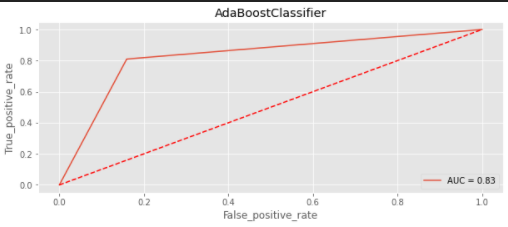 AdaBoostClassifier
1.0
0.8
0.6
0.4
0.2
0.0
True_positive_rate
AUC = 0.83
0.0 0.2 0.4 0.6 0.8 1.0
False_positive_rate